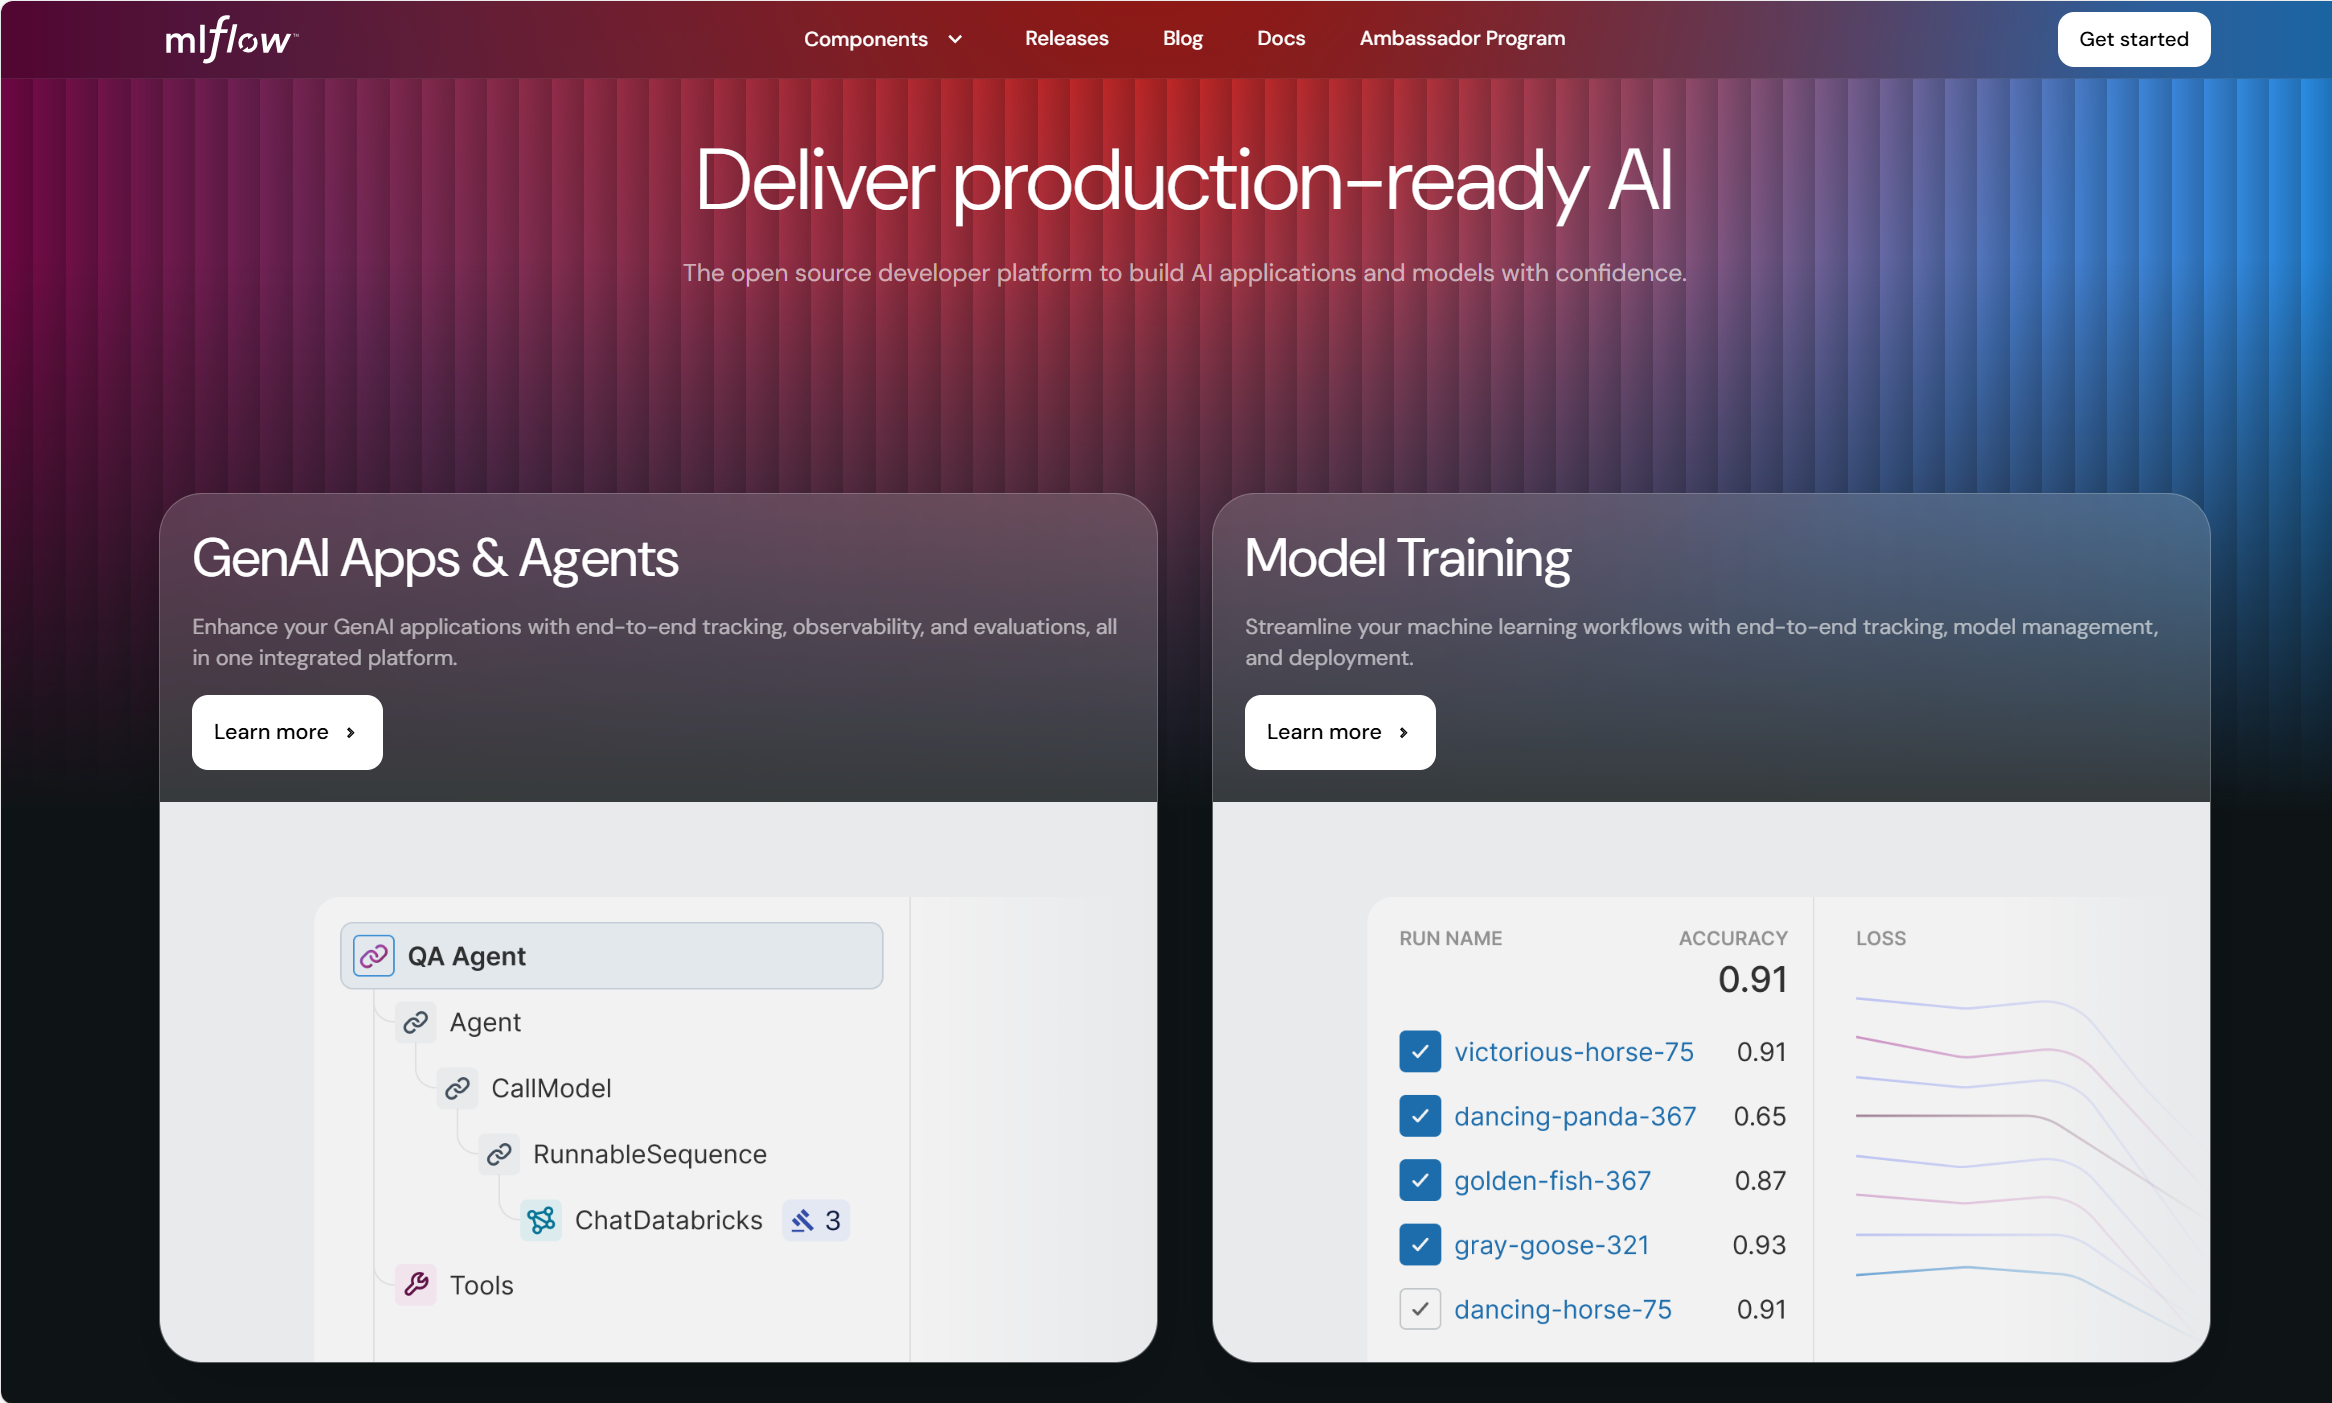 mlflow™
Components
Releases
Blog
Docs
Ambassador Program
Get started
Deliver production-ready AI
The open source developer platform to build AI applications and models with confidence.
GenAI Apps & Agents
Enhance your GenAI applications with end-to-end tracking, observability, and evaluations, all
in one integrated platform.
Learn more
QA Agent
Agent
CallModel
RunnableSequence
ChatDatabricks 3
Tools
Model Training
Streamline your machine learning workflows with end-to-end tracking, model management,
and deployment.
Learn more
RUN NAME ACCURACY LOSS
0.91
victorious-horse-75 0.91
dancing-panda-367 0.65
golden-fish-367 0.87
gray-goose-321 0.93
dancing-horse-75 0.91